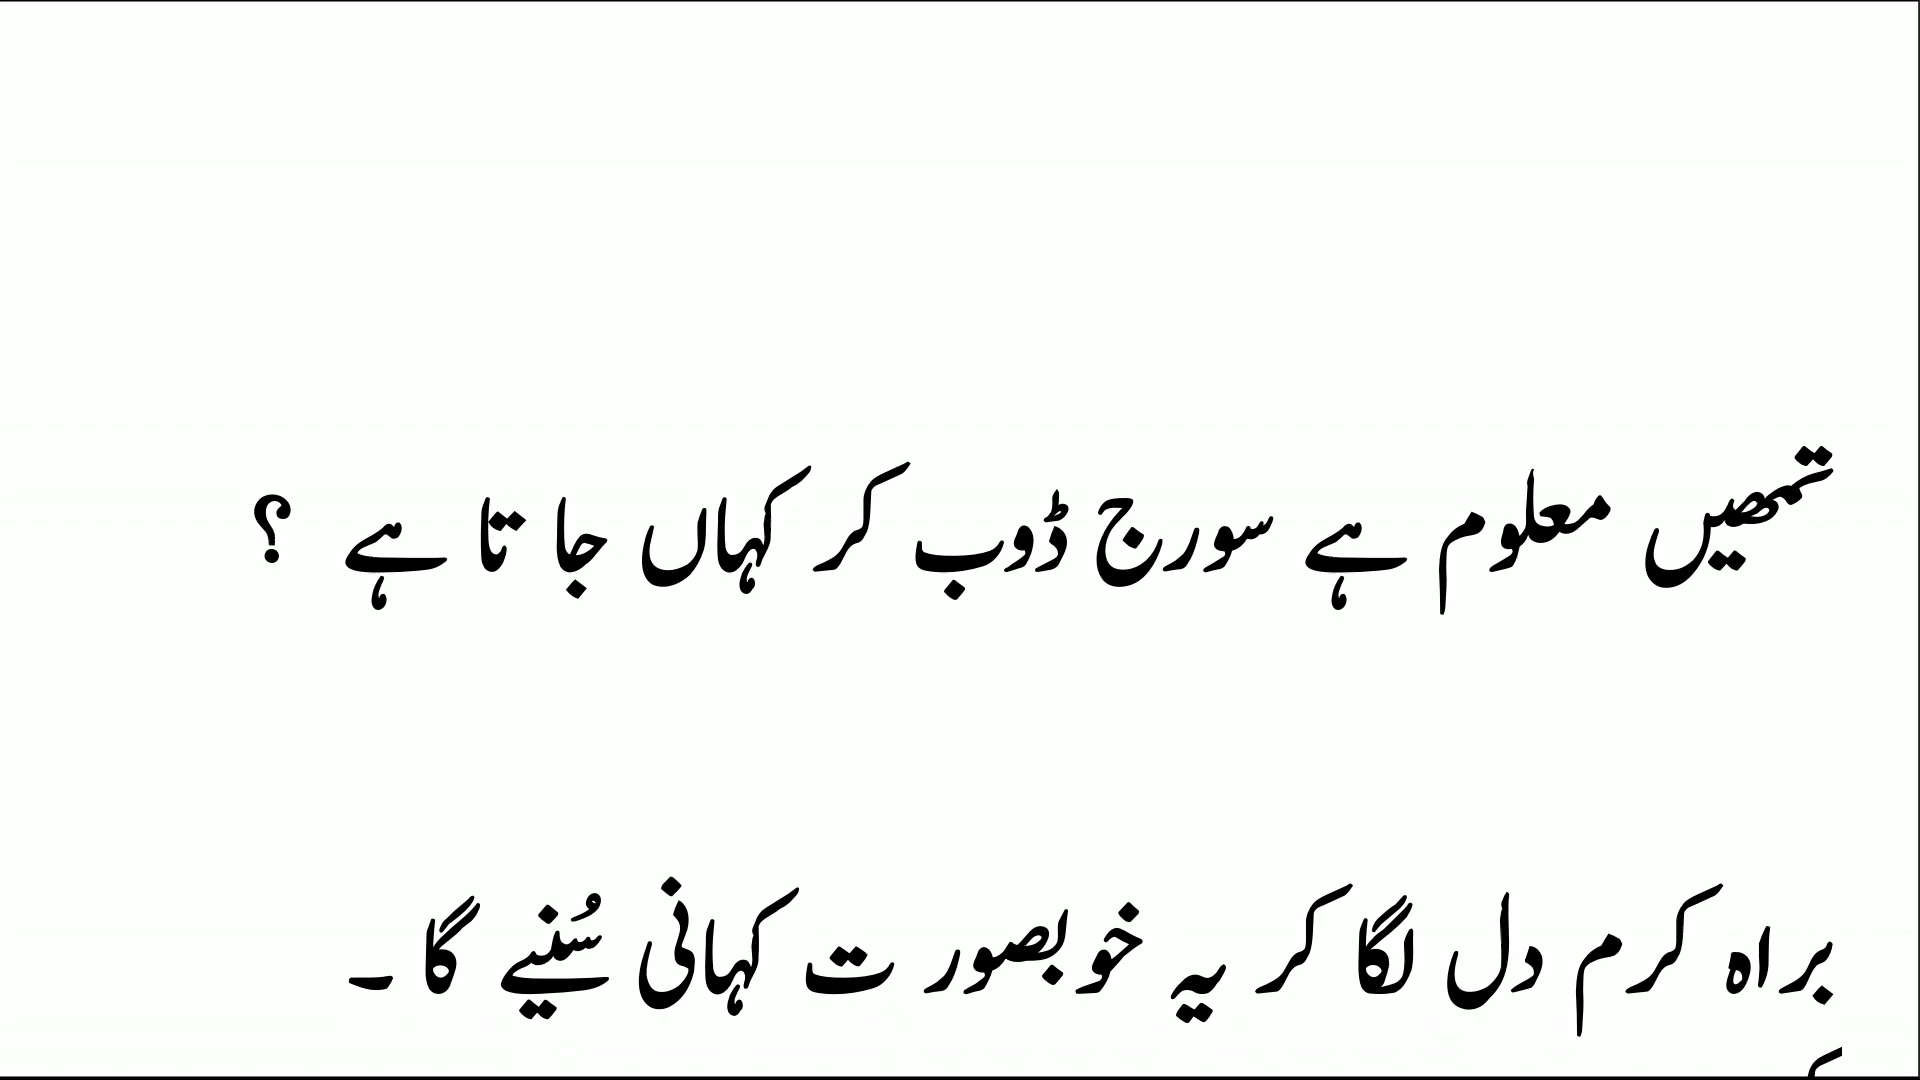 تمھیں معلوم ہے سورج ڈوب کر کہاں جا تا ہے ؟
براہ کرم دل لگا کر یہ خوبصور ت کہانی سُنیے گا ۔